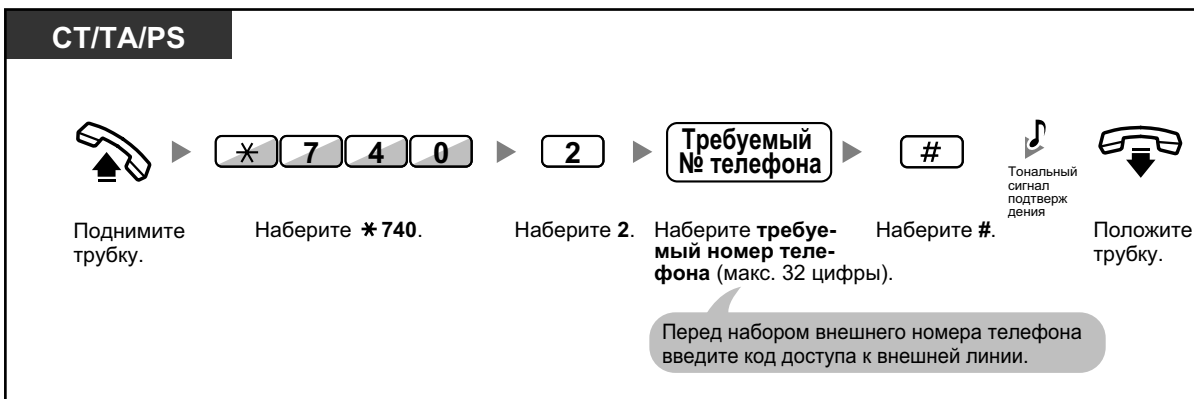 CT/TA/PS
✳ 7 4 0
2
Требуемый
№ телефона
#
Тональный
сигнал
подтверж
дения
Поднимите
трубку.
Наберите ✳740.
Наберите 2.
Наберите требуе-
мый номер теле-
фона (макс. 32 цифры).
Наберите #.
Положите
трубку.
Перед набором внешнего номера телефона
введите код доступа к внешней линии.